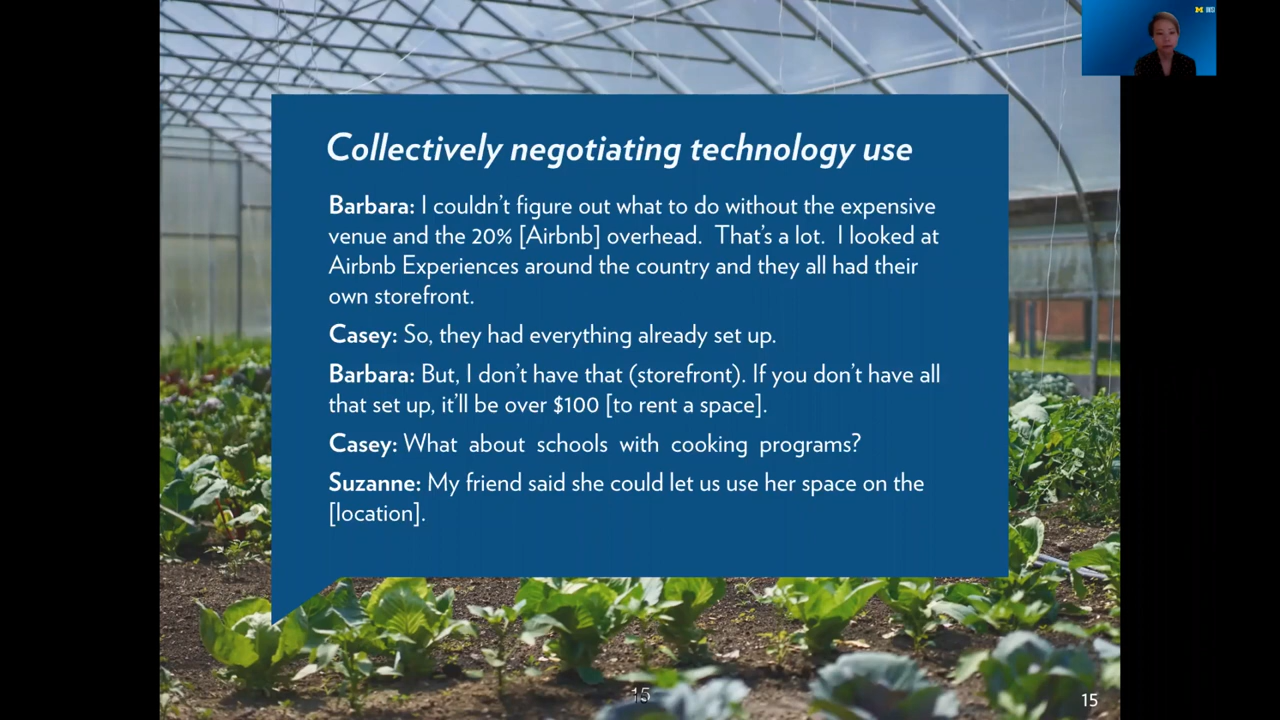 Collectively negotiating technology use
Barbara: I couldn't figure out what to do without the expensive
venue and the 20% [Airbnb] overhead.  That's a lot.  I looked at
Airbnb Experiences around the country and they all had their
own storefront.
Casey: So, they had everything already set up.
Barbara: But, I don't have that (storefront). If you don't have all
that set up, it'll be over $100 [to rent a space].
Casey: What about schools with cooking programs?
Suzanne: My friend said she could let us use her space on the
[location].
15
15